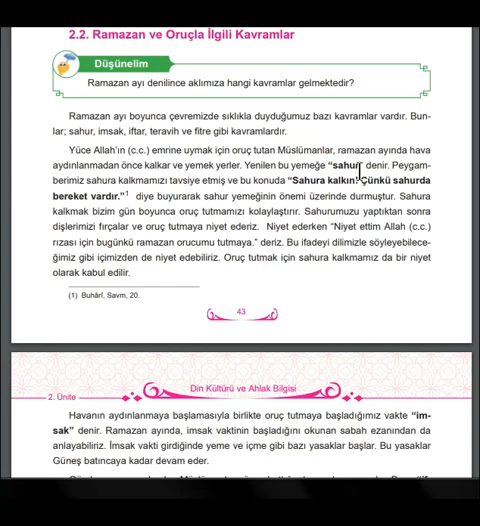 2.2. Ramazan ve Oruçla İlgili Kavramlar
Düşünelim
Ramazan ayı denilince aklımıza hangi kavramlar gelmektedir?
Ramazan ayı boyunca çevremizde sıklıkla duyduğumuz bazı kavramlar vardır. Bun-
lar; sahur, imsak, iftar, teravih ve fitre gibi kavramlardır.
Yüce Allah’ın (c.c.) emrine uymak için oruç tutan Müslümanlar, ramazan ayında hava
aydınlanmadan önce kalkar ve yemek yerler. Yenilen bu yemeğe “sahur” denir. Peygam-
berimiz sahura kalkmamızı tavsiye etmiş ve bu konuda “Sahura kalkın! Çünkü sahurda
bereket vardır.”1 diye buyurarak sahur yemeğinin önemi üzerinde durmuştur. Sahura
kalkmak bizim gün boyunca oruç tutmamızı kolaylaştırır. Sahurumuzu yaptıktan sonra
dişlerimizi fırçalar ve oruç tutmaya niyet ederiz. Niyet ederken “Niyet ettim Allah (c.c.)
rızası için bugünkü ramazan orucumu tutmaya.” deriz. Bu ifadeyi dilimizle söyleyebilece-
ğimiz gibi içimizden de niyet edebiliriz. Oruç tutmak için sahura kalkmamız da bir niyet
olarak kabul edilir.
(1) Buhârî, Savm, 20.
43
Din Kültürü ve Ahlak Bilgisi
2. Ünite
Havanın aydınlanmaya başlamasıyla birlikte oruç tutmaya başladığımız vakte “im-
sak” denir. Ramazan ayında, imsak vaktinin başladığını okunan sabah ezanından da
anlayabiliriz. İmsak vakti girdiğinde yeme ve içme gibi bazı yasaklar başlar. Bu yasaklar
Güneş batıncaya kadar devam eder.